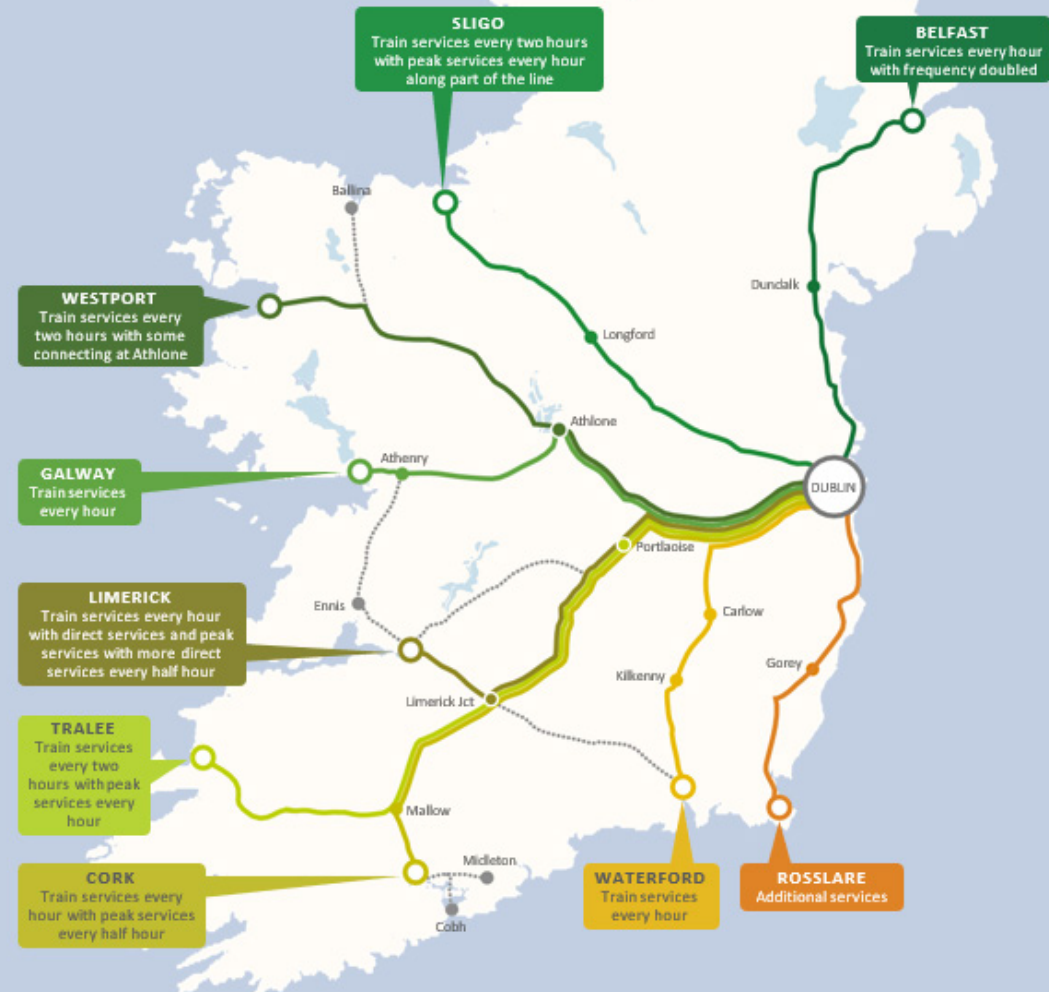 SLIGO
Train services every two hours
with peak services every hour
along part of the line
BELFAST
Train services every hour
with frequency doubled
Ballina
Dundalk
WESTPORT
Train services every
two hours with some
connecting at Athlone
Longford
Athlone
Athenry
GALWAY
Train services
every hour
DUBLIN
Portlaoise
LIMERICK
Train services every hour
with direct services and peak
services with more direct
services every half hour
Ennis
Carlow
Kilkenny
Gorey
Limerick Jct
TRALEE
Train services
every two
hours with peak
services every
hour
Mallow
Midleton
CORK
Train services every
hour with peak services
every half hour
Cobh
WATERFORD
Train services
every hour
ROSSLARE
Additional services